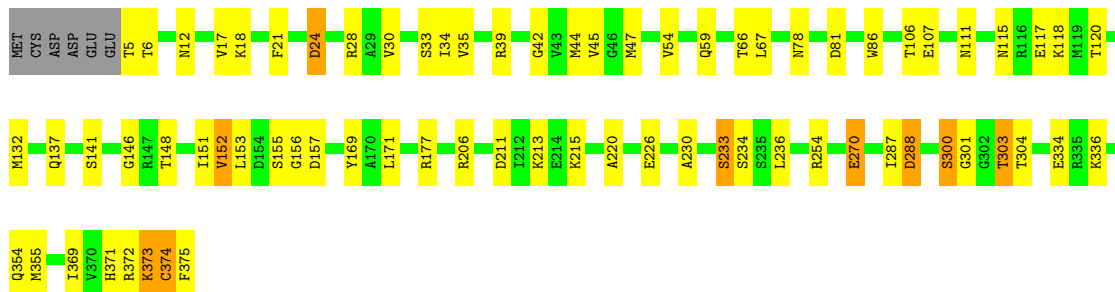 MET CYS ASP ASP GLU GLU T5 T6 N12 V17 K18 F21 D24 R28 A29 V30 S33 I34 V35 R39 G42 V43 M44 V45 G46 M47 V54 Q59 T66 L67 N78 D81 W86 T106 E107 N111 N115 R116 E117 K118 M119 T120
M132 Q137 S141 G146 R147 T148 I151 V152 L153 D154 S155 G156 D157 Y169 A170 L171 R177 R206 D211 I212 K213 E214 K215 A220 E226 A230 S233 S234 S235 L236 R254 E270 I287 D288 S300 G301 G302 T303 T304 E334 R335 K336
Q354 M355 I369 V370 H371 R372 K373 C374 F375